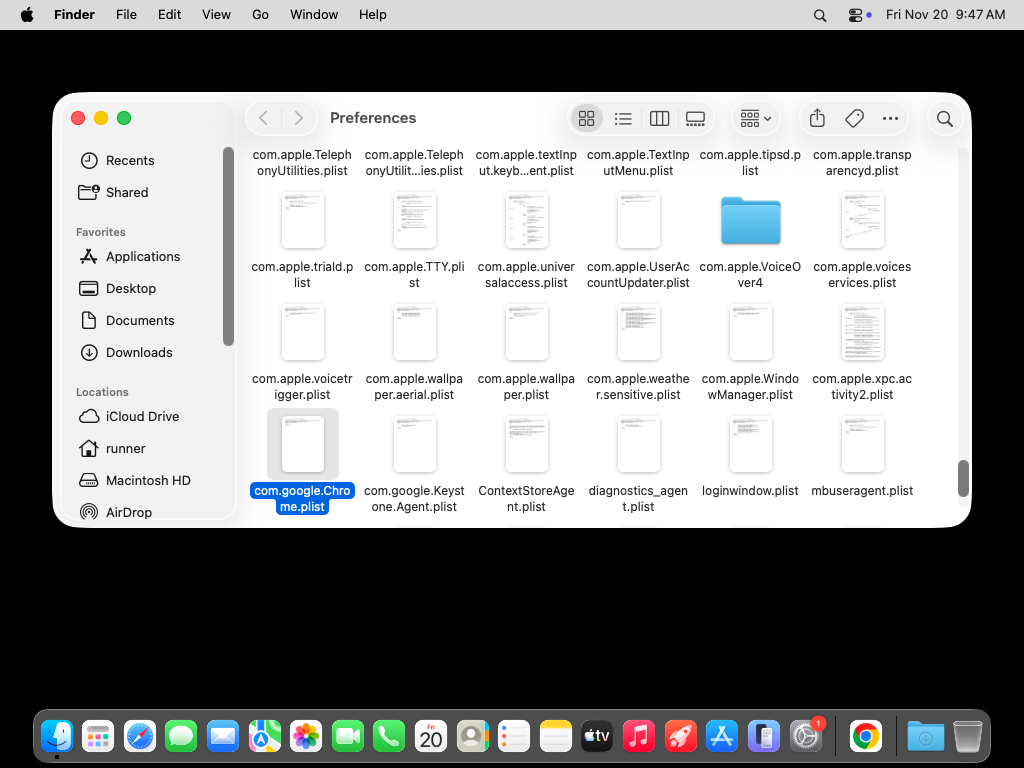 Finder File Edit View Go Window Help Fri Nov 20 9:47 AM
Preferences
Recents
Shared
Favorites
Applications
Desktop
Documents
Downloads
Locations
iCloud Drive
runner
Macintosh HD
AirDrop
com.apple.Teleph
onyUtilities.plist
com.apple.Teleph
onyUtilit...ies.plist
com.apple.textInp
ut.keyb...ent.plist
com.apple.TextInp
utMenu.plist
com.apple.tipsd.p
list
com.apple.transp
arencyd.plist
com.apple.triald.p
list
com.apple.TTY.pli
st
com.apple.univer
salaccess.plist
com.apple.UserAc
countUpdater.plist
com.apple.VoiceO
ver4
com.apple.voices
ervices.plist
com.apple.voicetr
igger.plist
com.apple.wallpa
per.aerial.plist
com.apple.wallpa
per.plist
com.apple.weathe
r.sensitive.plist
com.apple.Windo
wManager.plist
com.apple.xpc.ac
tivity2.plist
com.google.Chro
me.plist
com.google.Keyst
one.Agent.plist
ContextStoreAge
nt.plist
diagnostics_agen
t.plist
loginwindow.plist
mbuseragent.plist
Fri
20
tv
1